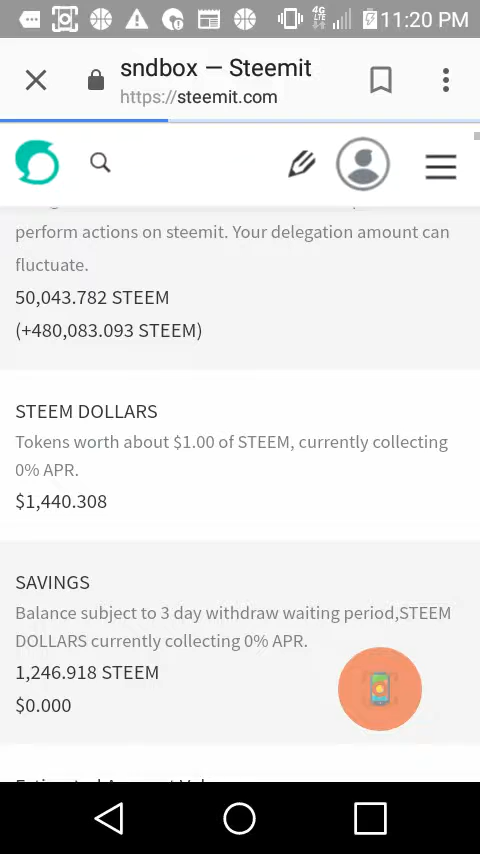 4G
LTE
11:20 PM
sndbox — Steemit
https://steemit.com
perform actions on steemit. Your delegation amount can
fluctuate.
50,043.782 STEEM
(+480,083.093 STEEM)
STEEM DOLLARS
Tokens worth about $1.00 of STEEM, currently collecting
0% APR.
$1,440.308
SAVINGS
Balance subject to 3 day withdraw waiting period,STEEM
DOLLARS currently collecting 0% APR.
1,246.918 STEEM
$0.000